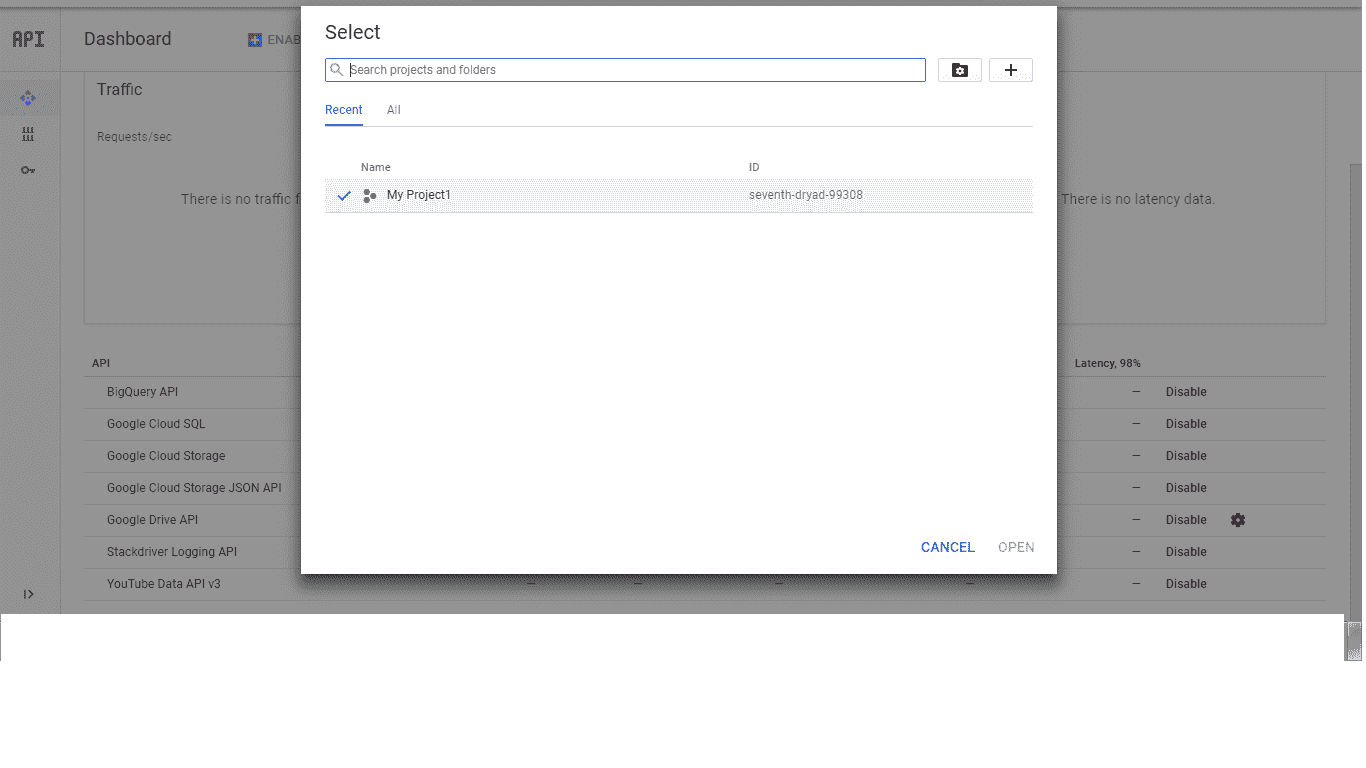 Select
API Dashboard ENAB
Search projects and folders
Traffic
Recent All
Requests/sec
Name ID
My Project1 seventh-dryad-99308
There is no traffic f
There is no latency data.
API Latency, 98%
BigQuery API — Disable
Google Cloud SQL — Disable
Google Cloud Storage — Disable
Google Cloud Storage JSON API — Disable
Google Drive API — Disable
CANCEL OPEN
Stackdriver Logging API — Disable
YouTube Data API v3 — — — — — Disable